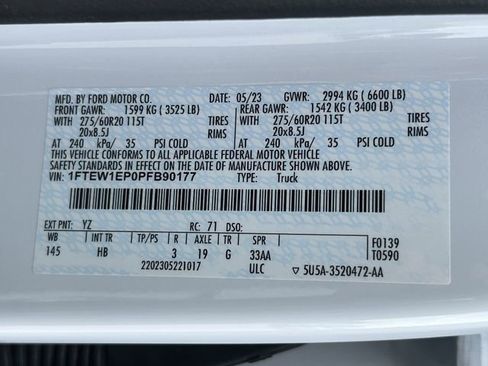 MFD. BY FORD MOTOR CO. 05/23 GVWR: 2994 KG ( 6600 LB)
FRONT GAWR: 1599 KG ( 3525 LB) REAR GAWR: 1542 KG ( 3400 LB)
WITH 275/60R20 115T TIRES WITH 275/60R20 115T TIRES
20x8.5J RIMS 20x8.5J RIMS
AT 240 kPa/ 35 PSI COLD AT 240 kPa/ 35 PSI COLD
THIS VEHICLE CONFORMS TO ALL APPLICABLE FEDERAL MOTOR VEHICLE
SAFETY AND THEFT PREVENTION STANDARDS IN EFFECT ON THE DATE OF MANUFACTURE SHOWN ABOVE.
VIN: 1FTEW1EP0PFB90177 TYPE: Truck
EXT PNT: YZ RC: 71 DSO:
WB INT TR TP/PS R AXLE TR SPR F0139
145 HB 3 19 G 33AA T0590
2202305221017 ULC ▽ 5U5A-3520472-AA